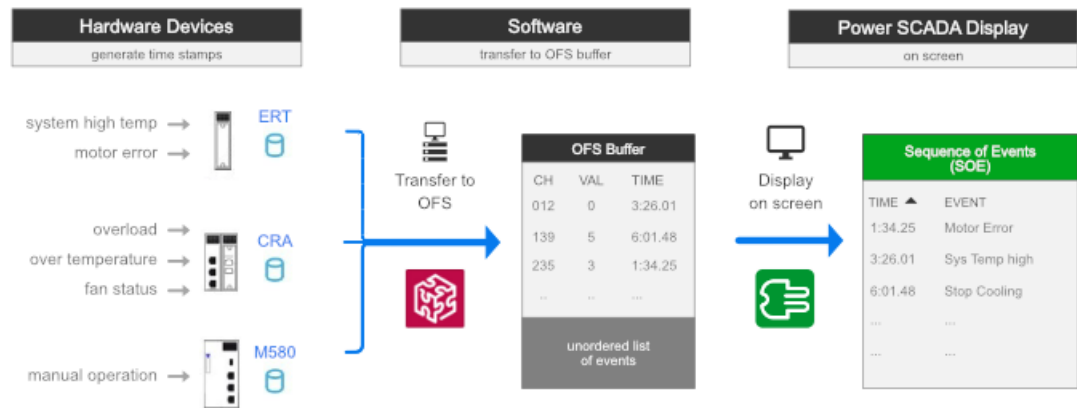 Hardware Devices
generate time stamps
Software
transfer to OFS buffer
Power SCADA Display
on screen
system high temp
motor error
ERT
overload
over temperature
fan status
CRA
manual operation
M580
Transfer to
OFS
OFS Buffer
CH VAL TIME
012 0 3:26.01
139 5 6:01.48
235 3 1:34.25
.. .. ...
unordered list
of events
Display
on screen
Sequence of Events
(SOE)
TIME ▲ EVENT
1:34.25 Motor Error
3:26.01 Sys Temp high
6:01.48 Stop Cooling
... ...
... ...